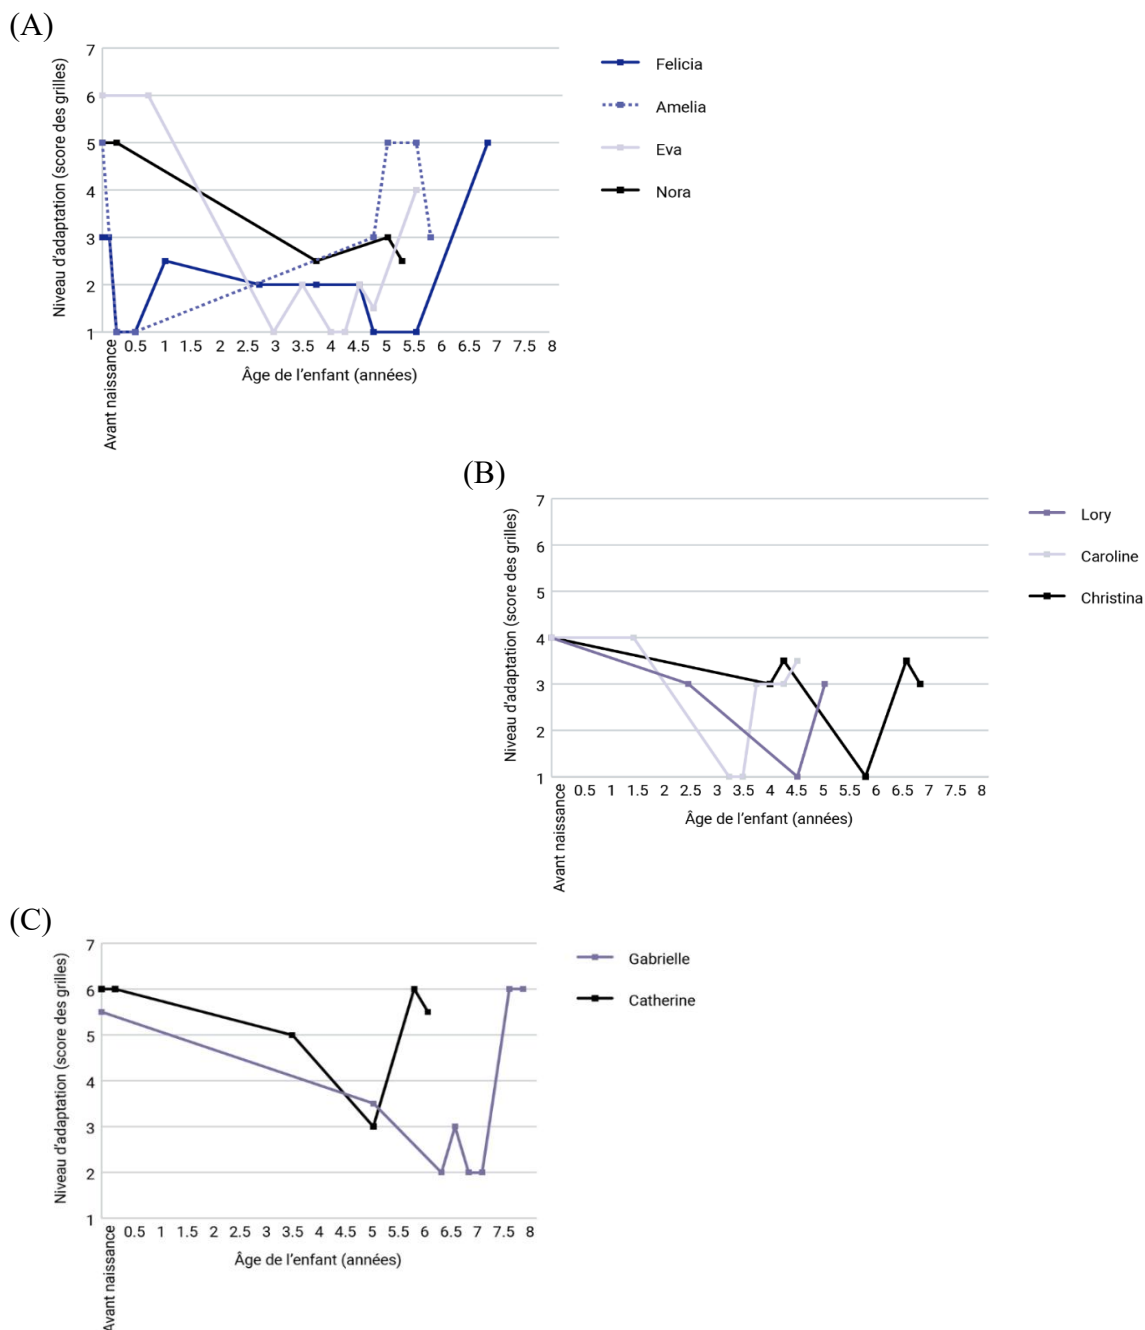 (A)
Niveau d'adaptation (score des grilles)
7
6
5
4
3
2
1
Avant naissance
0.5 1 1.5 2 2.5 3 3.5 4 4.5 5 5.5 6 6.5 7 7.5 8
Âge de l'enfant (années)
Felicia
Amelia
Eva
Nora
(B)
Niveau d'adaptation (score des grilles)
7
6
5
4
3
2
1
Avant naissance
0.5 1 1.5 2 2.5 3 3.5 4 4.5 5 5.5 6 6.5 7 7.5 8
Âge de l'enfant (années)
Lory
Caroline
Christina
(C)
Niveau d'adaptation (score des grilles)
7
6
5
4
3
2
1
Avant naissance
0.5 1 1.5 2 2.5 3 3.5 4 4.5 5 5.5 6 6.5 7 7.5 8
Âge de l'enfant (années)
Gabrielle
Catherine